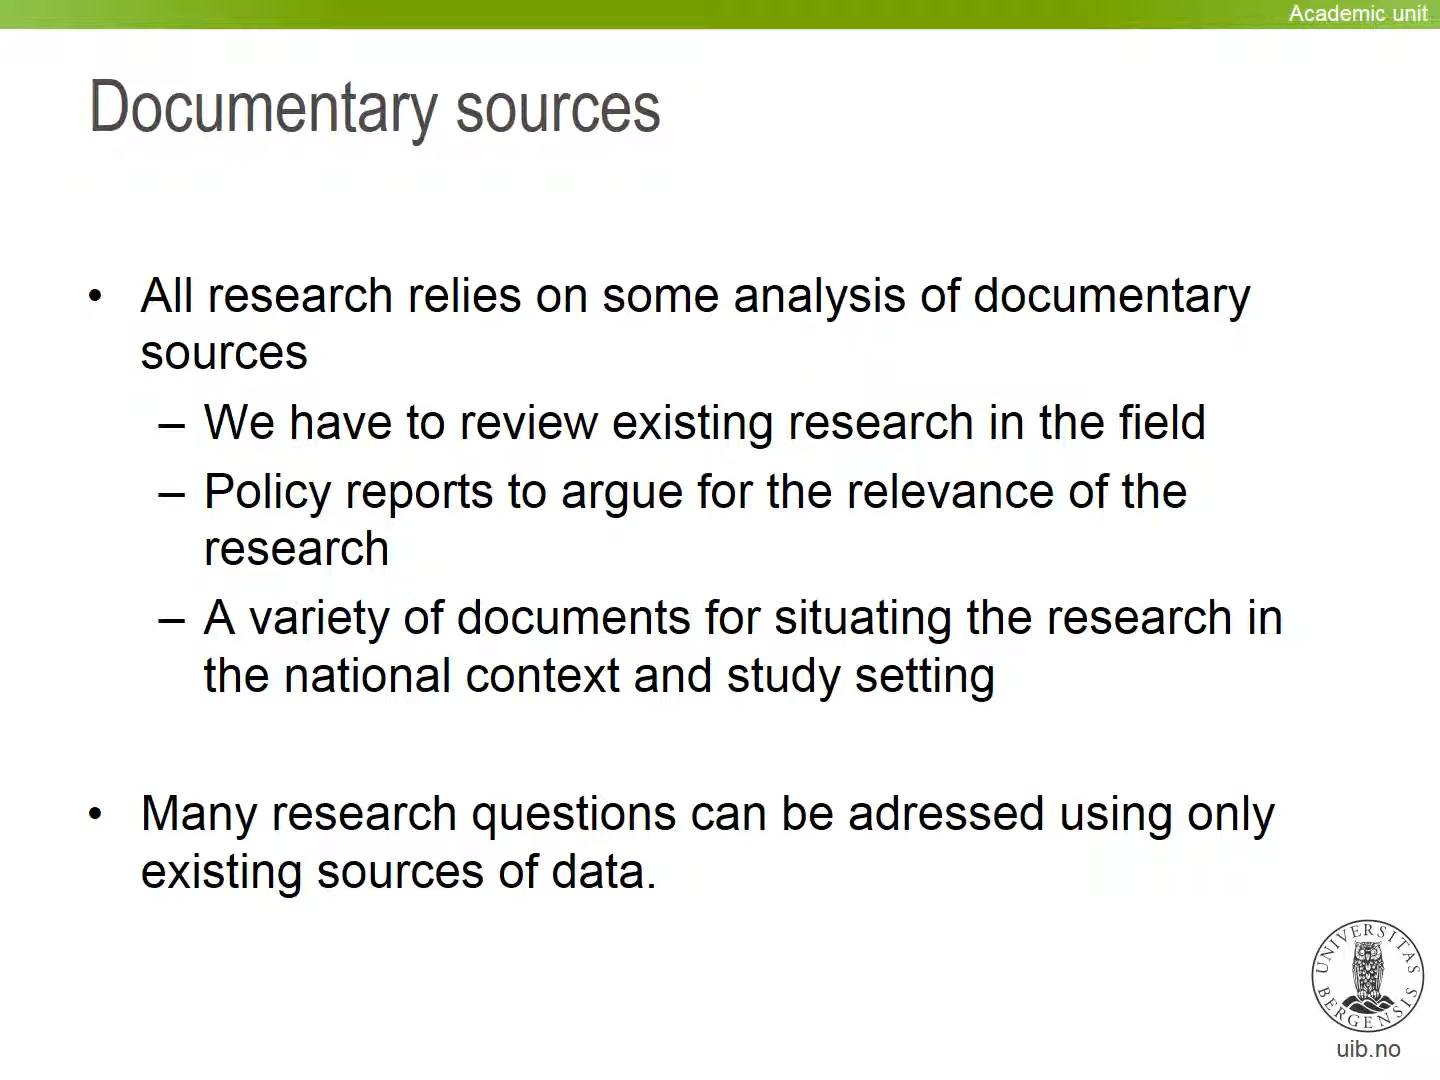 Academic unit
Documentary sources
• All research relies on some analysis of documentary
sources
– We have to review existing research in the field
– Policy reports to argue for the relevance of the
research
– A variety of documents for situating the research in
the national context and study setting
• Many research questions can be adressed using only
existing sources of data.
UNIVERSITAS
BERGENSIS
uib.no